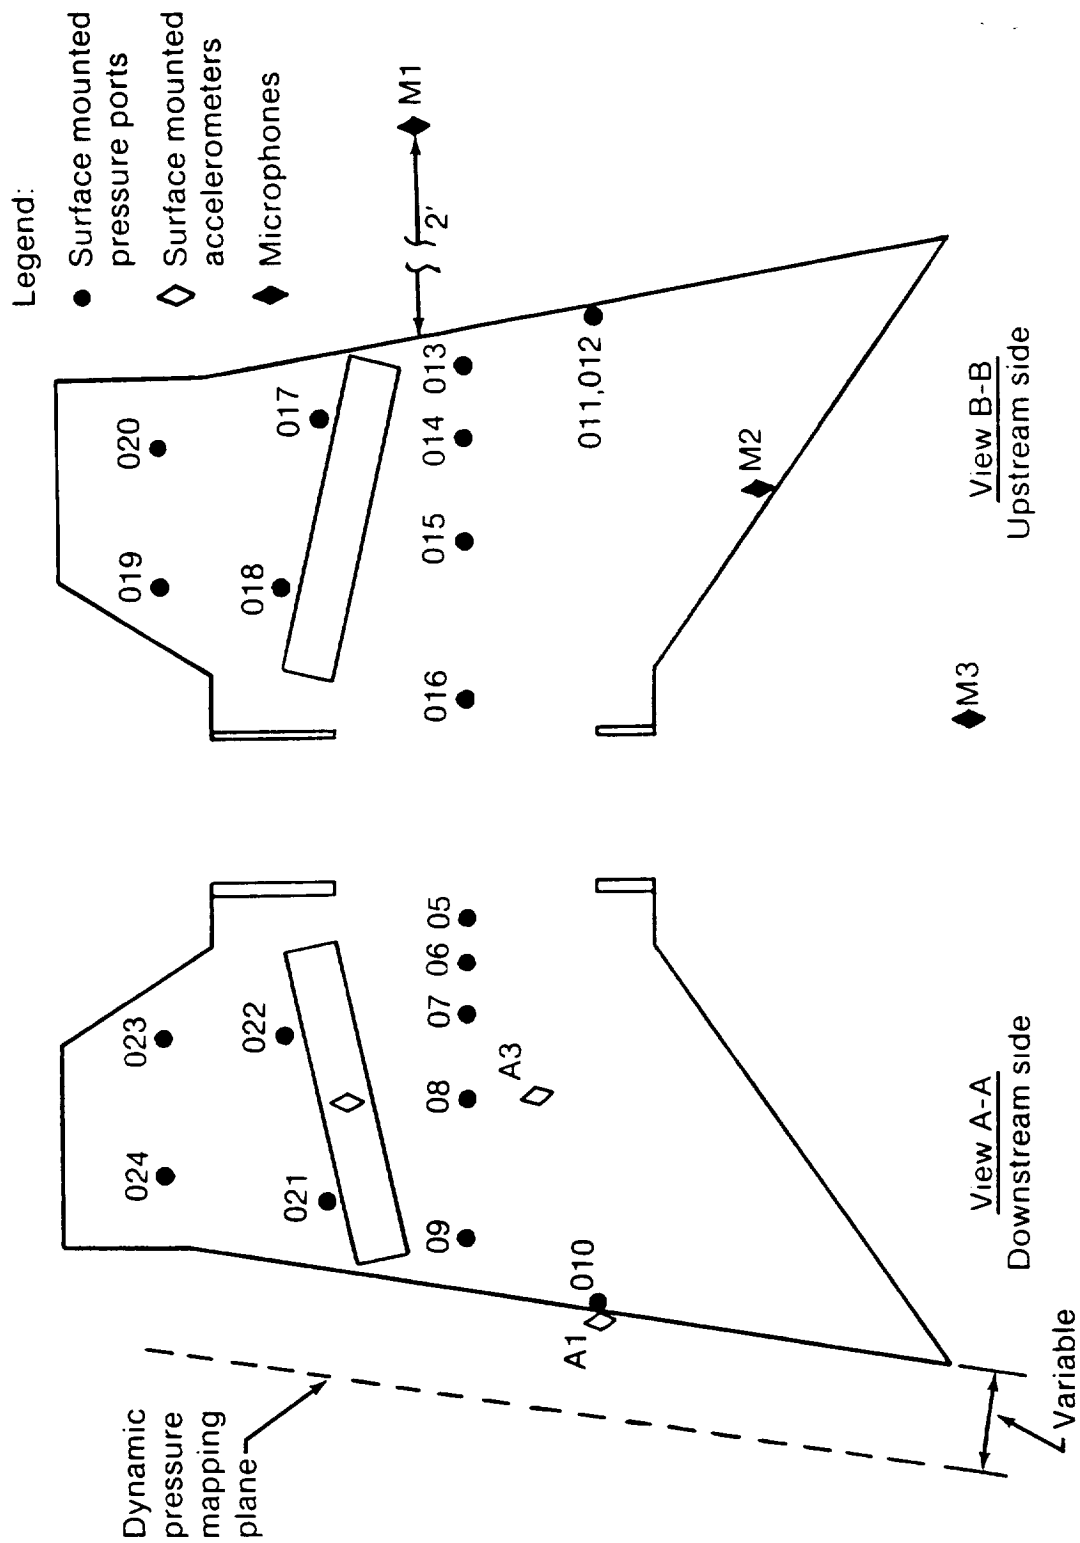 Legend:
Surface mounted
pressure ports
Surface mounted
accelerometers
Microphones
Dynamic
pressure
mapping
plane
024
023
021
022
09
08
07
06
05
A3
010
A1
Variable
View A-A
Downstream side
019
020
018
017
016
015
014
013
011,012
M1
2'
M2
M3
View B-B
Upstream side